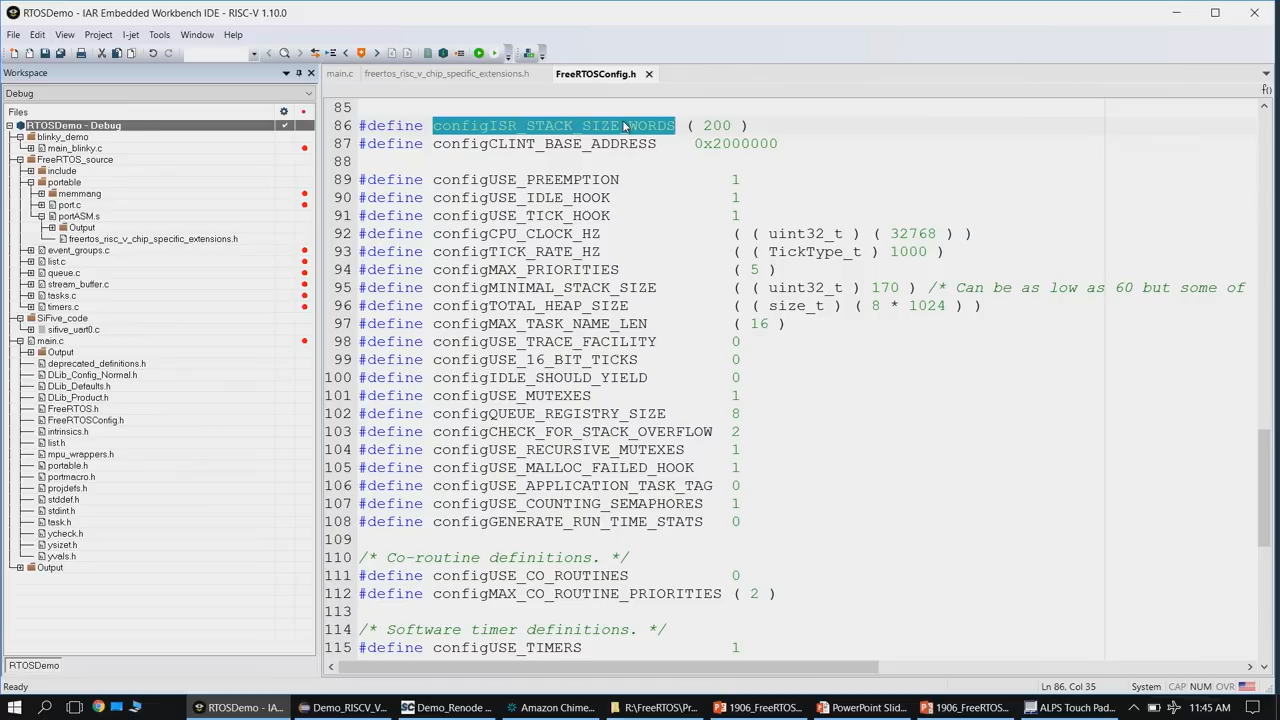 RTOSDemo - IAR Embedded Workbench IDE - RISC-V 1.10.0
File Edit View Project I-jet Tools Window Help
Workspace
main.c freertos_risc_v_chip_specific_extensions.h FreeRTOSConfig.h
Debug
Files
RTOSDemo - Debug
blinky_demo
main_blinky.c
FreeRTOS_source
include
portable
memmang
port.c
portASM.s
Output
freertos_risc_v_chip_specific_extensions.h
event_groups.c
list.c
queue.c
stream_buffer.c
tasks.c
timers.c
SiFive_code
sifive_uart0.c
main.c
Output
deprecated_definitions.h
DLib_Config_Normal.h
DLib_Defaults.h
DLib_Product.h
FreeRTOS.h
FreeRTOSConfig.h
intrinsics.h
list.h
mpu_wrappers.h
portable.h
portmacro.h
projdefs.h
stddef.h
stdint.h
task.h
ycheck.h
ysizet.h
yvals.h
Output
RTOSDemo
85
86 #define configISR_STACK_SIZE_WORDS ( 200 )
87 #define configCLINT_BASE_ADDRESS 0x2000000
88
89 #define configUSE_PREEMPTION 1
90 #define configUSE_IDLE_HOOK 1
91 #define configUSE_TICK_HOOK 1
92 #define configCPU_CLOCK_HZ ( ( uint32_t ) ( 32768 ) )
93 #define configTICK_RATE_HZ ( ( TickType_t ) 1000 )
94 #define configMAX_PRIORITIES ( 5 )
95 #define configMINIMAL_STACK_SIZE ( ( uint32_t ) 170 ) /* Can be as low as 60 but some of
96 #define configTOTAL_HEAP_SIZE ( ( size_t ) ( 8 * 1024 ) )
97 #define configMAX_TASK_NAME_LEN ( 16 )
98 #define configUSE_TRACE_FACILITY 0
99 #define configUSE_16_BIT_TICKS 0
100 #define configIDLE_SHOULD_YIELD 0
101 #define configUSE_MUTEXES 1
102 #define configQUEUE_REGISTRY_SIZE 8
103 #define configCHECK_FOR_STACK_OVERFLOW 2
104 #define configUSE_RECURSIVE_MUTEXES 1
105 #define configUSE_MALLOC_FAILED_HOOK 1
106 #define configUSE_APPLICATION_TASK_TAG 0
107 #define configUSE_COUNTING_SEMAPHORES 1
108 #define configGENERATE_RUN_TIME_STATS 0
109
110 /* Co-routine definitions. */
111 #define configUSE_CO_ROUTINES 0
112 #define configMAX_CO_ROUTINE_PRIORITIES ( 2 )
113
114 /* Software timer definitions. */
115 #define configUSE_TIMERS 1
Ready Ln 86, Col 35 System CAP NUM OVR
RTOSDemo - IA... Demo_RISCV_V... Demo_Renode ... Amazon Chime... R:\FreeRTOS\Pr... 1906_FreeRTOS... PowerPoint Slid... 1906_FreeRTOS... ALPS Touch Pad... 11:45 AM